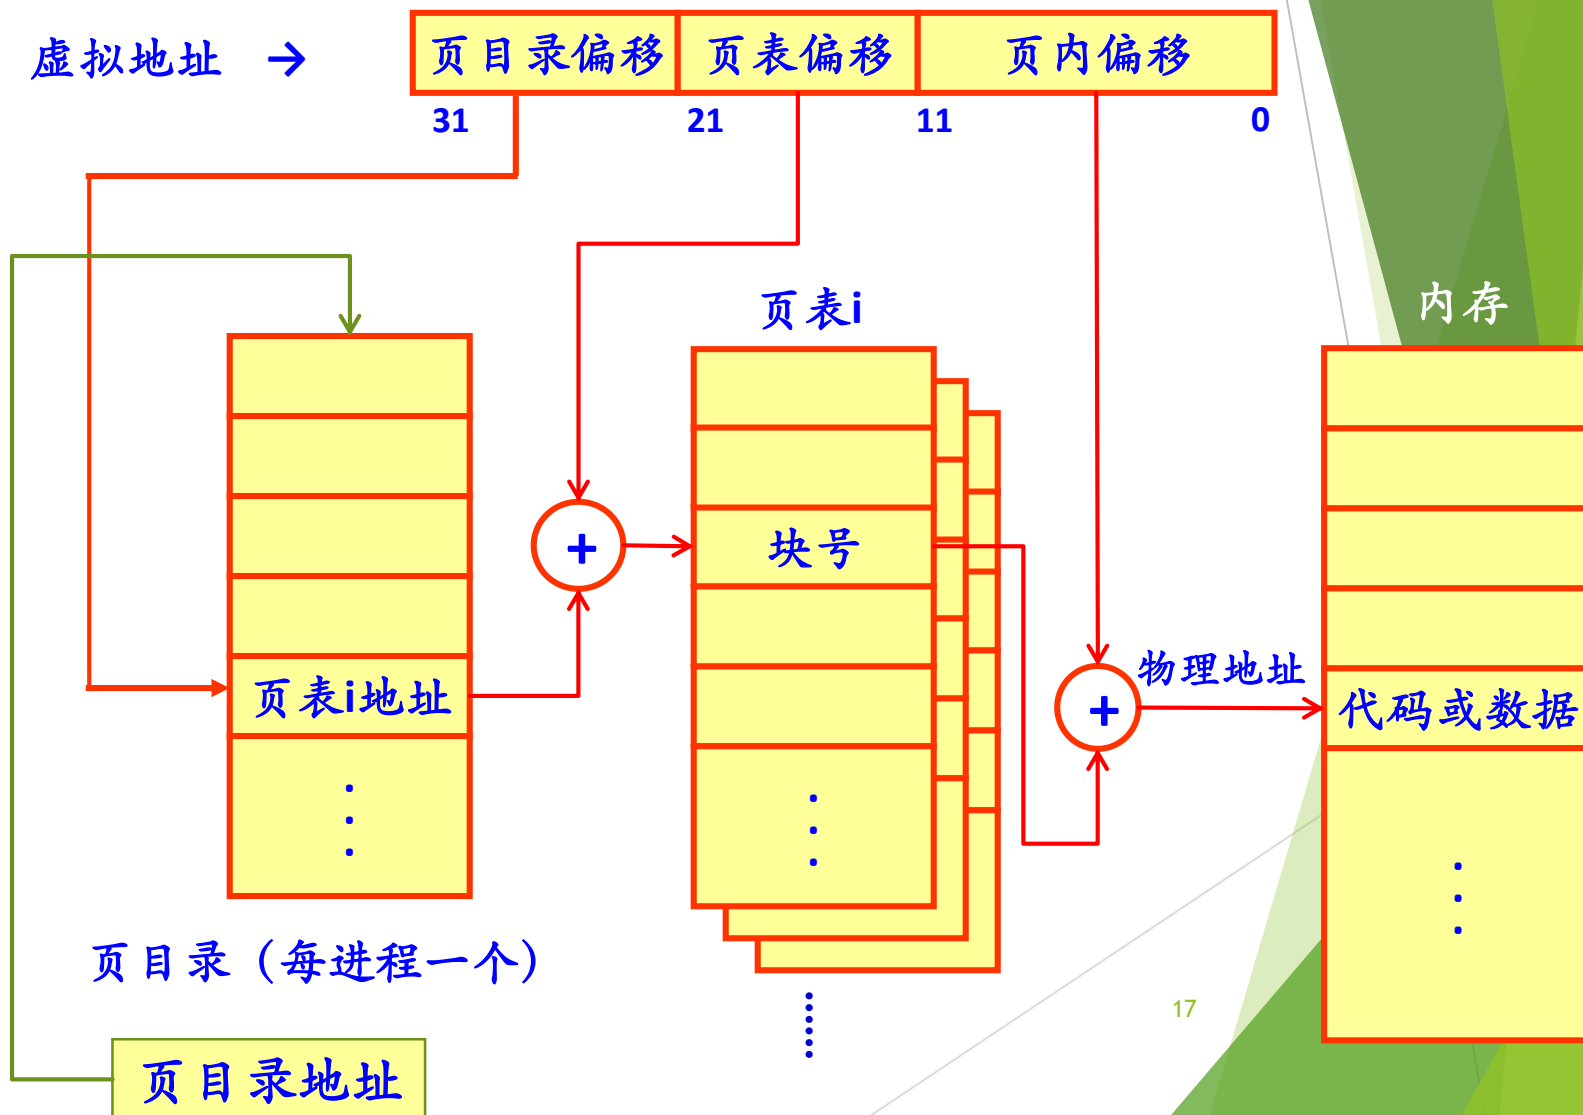 虚拟地址 →
页目录偏移 页表偏移 页内偏移
31 21 11 0
页表i
内存
+
块号
物理地址
页表i地址
+
代码或数据
页目录（每进程一个）
17
页目录地址